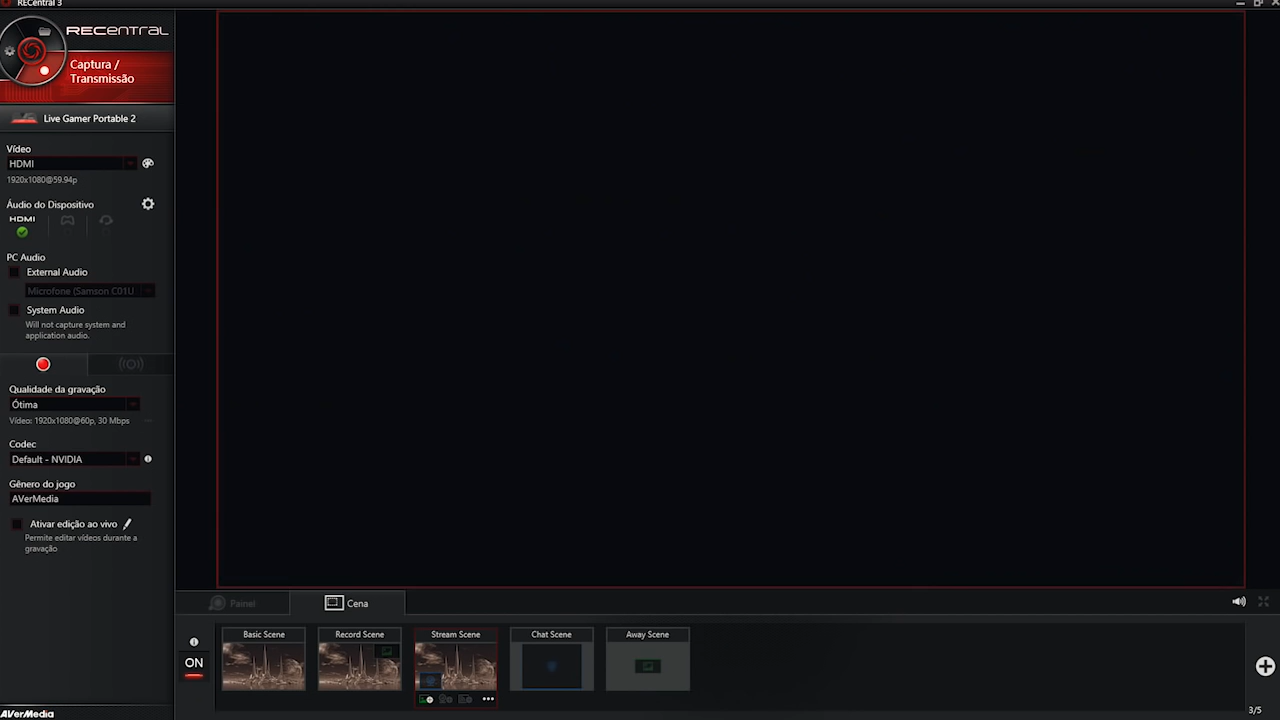 RECentral 3
RECENTRAL
Captura /
Transmissão
Live Gamer Portable 2
Vídeo
HDMI
1920x1080@59.94p
Áudio do Dispositivo
HDMI
PC Audio
External Audio
Microfone (Samson C01U
System Audio
Will not capture system and
application audio.
Qualidade da gravação
Ótima
Vídeo: 1920x1080@60p, 30 Mbps
Codec
Default - NVIDIA
Gênero do jogo
AVerMedia
Ativar edição ao vivo
Permite editar vídeos durante a
gravação
Painel
Cena
ON
Basic Scene
Record Scene
Stream Scene
Chat Scene
Away Scene
3/5
AVerMedia